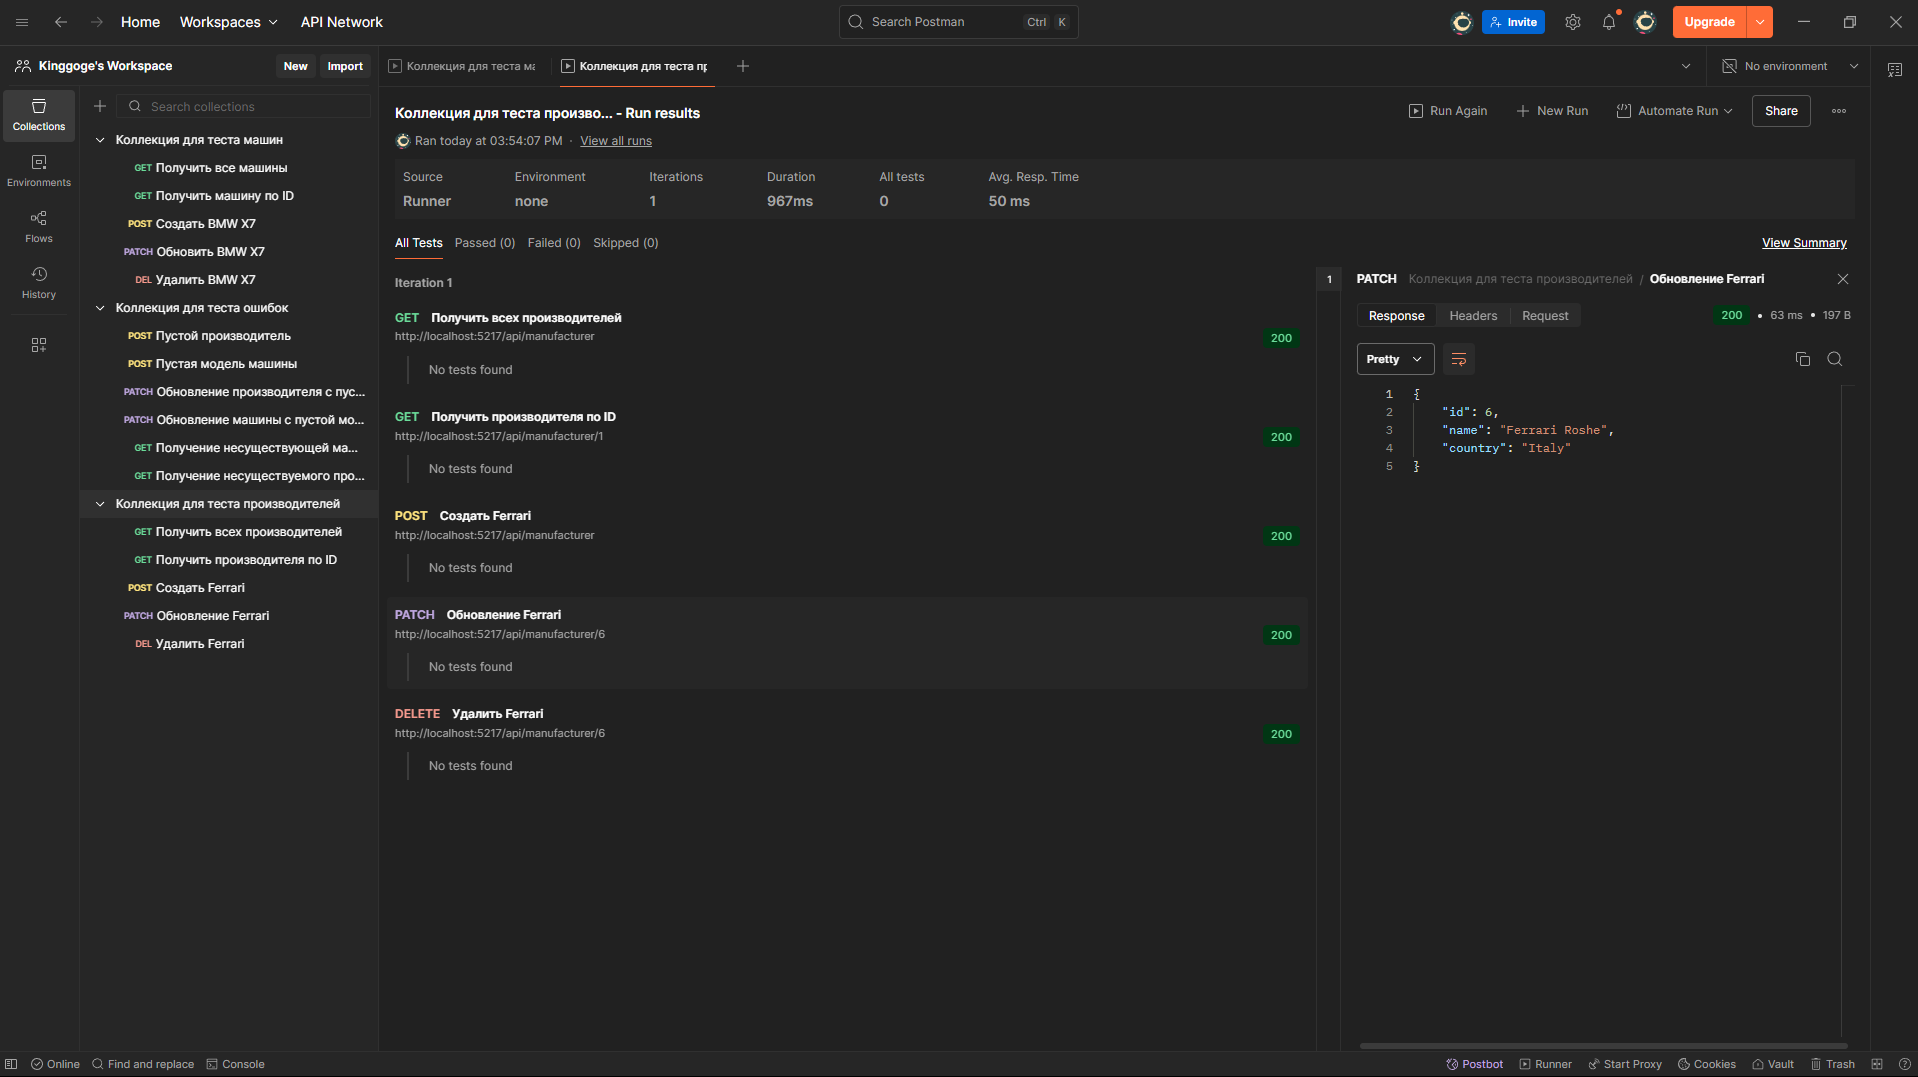 Home Workspaces API Network Search Postman Ctrl K Invite Upgrade
Kinggoge's Workspace New Import
Коллекция для теста ма
Коллекция для теста пр
No environment
Collections
Environments
Flows
History
Search collections
Коллекция для теста машин
GET Получить все машины
GET Получить машину по ID
POST Создать BMW X7
PATCH Обновить BMW X7
DEL Удалить BMW X7
Коллекция для теста ошибок
POST Пустой производитель
POST Пустая модель машины
PATCH Обновление производителя с пус...
PATCH Обновление машины с пустой мо...
GET Получение несуществующей ма...
GET Получение несуществуемого про...
Коллекция для теста производителей
GET Получить всех производителей
GET Получить производителя по ID
POST Создать Ferrari
PATCH Обновление Ferrari
DEL Удалить Ferrari
Коллекция для теста произво... - Run results
Run Again New Run Automate Run Share
Ran today at 03:54:07 PM · View all runs
Source Environment Iterations Duration All tests Avg. Resp. Time
Runner none 1 967ms 0 50 ms
All Tests Passed (0) Failed (0) Skipped (0) View Summary
Iteration 1
GET Получить всех производителей
http://localhost:5217/api/manufacturer 200
No tests found
GET Получить производителя по ID
http://localhost:5217/api/manufacturer/1 200
No tests found
POST Создать Ferrari
http://localhost:5217/api/manufacturer 200
No tests found
PATCH Обновление Ferrari
http://localhost:5217/api/manufacturer/6 200
No tests found
DELETE Удалить Ferrari
http://localhost:5217/api/manufacturer/6 200
No tests found
1
PATCH Коллекция для теста производителей / Обновление Ferrari
Response Headers Request 200 • 63 ms • 197 B
Pretty
1 {
2 "id": 6,
3 "name": "Ferrari Roshe",
4 "country": "Italy"
5 }
Online Find and replace Console Postbot Runner Start Proxy Cookies Vault Trash